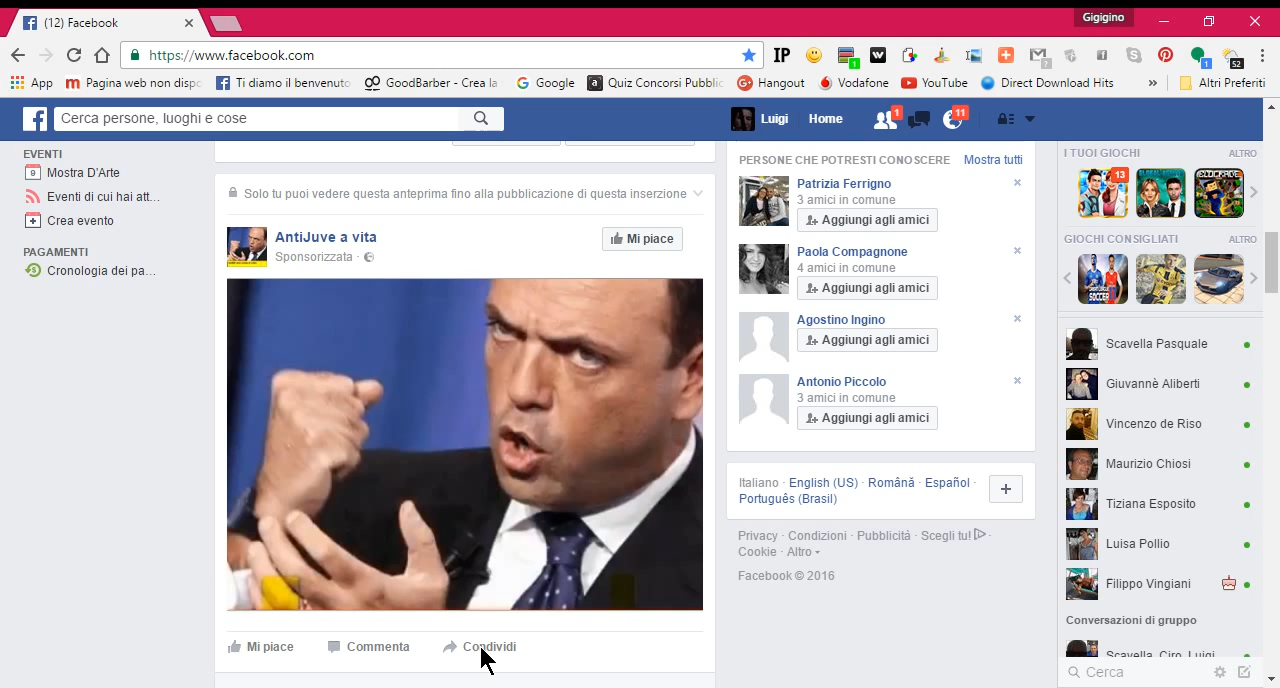 (12) Facebook
Gigigino
https://www.facebook.com
IP
App
Pagina web non dispo
Ti diamo il benvenuto
GoodBarber - Crea la
Google
Quiz Concorsi Pubblic
Hangout
Vodafone
YouTube
Direct Download Hits
»
Altri Preferiti
Cerca persone, luoghi e cose
Luigi
Home
1
11
EVENTI
9 Mostra D'Arte
Eventi di cui hai att...
Crea evento
PAGAMENTI
Cronologia dei pa...
Solo tu puoi vedere questa anteprima fino alla pubblicazione di questa inserzione
AntiJuve a vita
Sponsorizzata ·
Mi piace
Mi piace
Commenta
Condividi
PERSONE CHE POTRESTI CONOSCERE
Mostra tutti
Patrizia Ferrigno
3 amici in comune
Aggiungi agli amici
Paola Compagnone
4 amici in comune
Aggiungi agli amici
Agostino Ingino
Aggiungi agli amici
Antonio Piccolo
3 amici in comune
Aggiungi agli amici
Italiano · English (US) · Română · Español ·
Português (Brasil)
Privacy · Condizioni · Pubblicità · Scegli tu! ·
Cookie · Altro
Facebook © 2016
I TUOI GIOCHI
ALTRO
13
GIOCHI CONSIGLIATI
ALTRO
SOCCER
Scavella Pasquale
Giuvannè Aliberti
Vincenzo de Riso
Maurizio Chiosi
Tiziana Esposito
Luisa Pollio
Filippo Vingiani
Conversazioni di gruppo
Scavella, Ciro, Luigi
Cerca